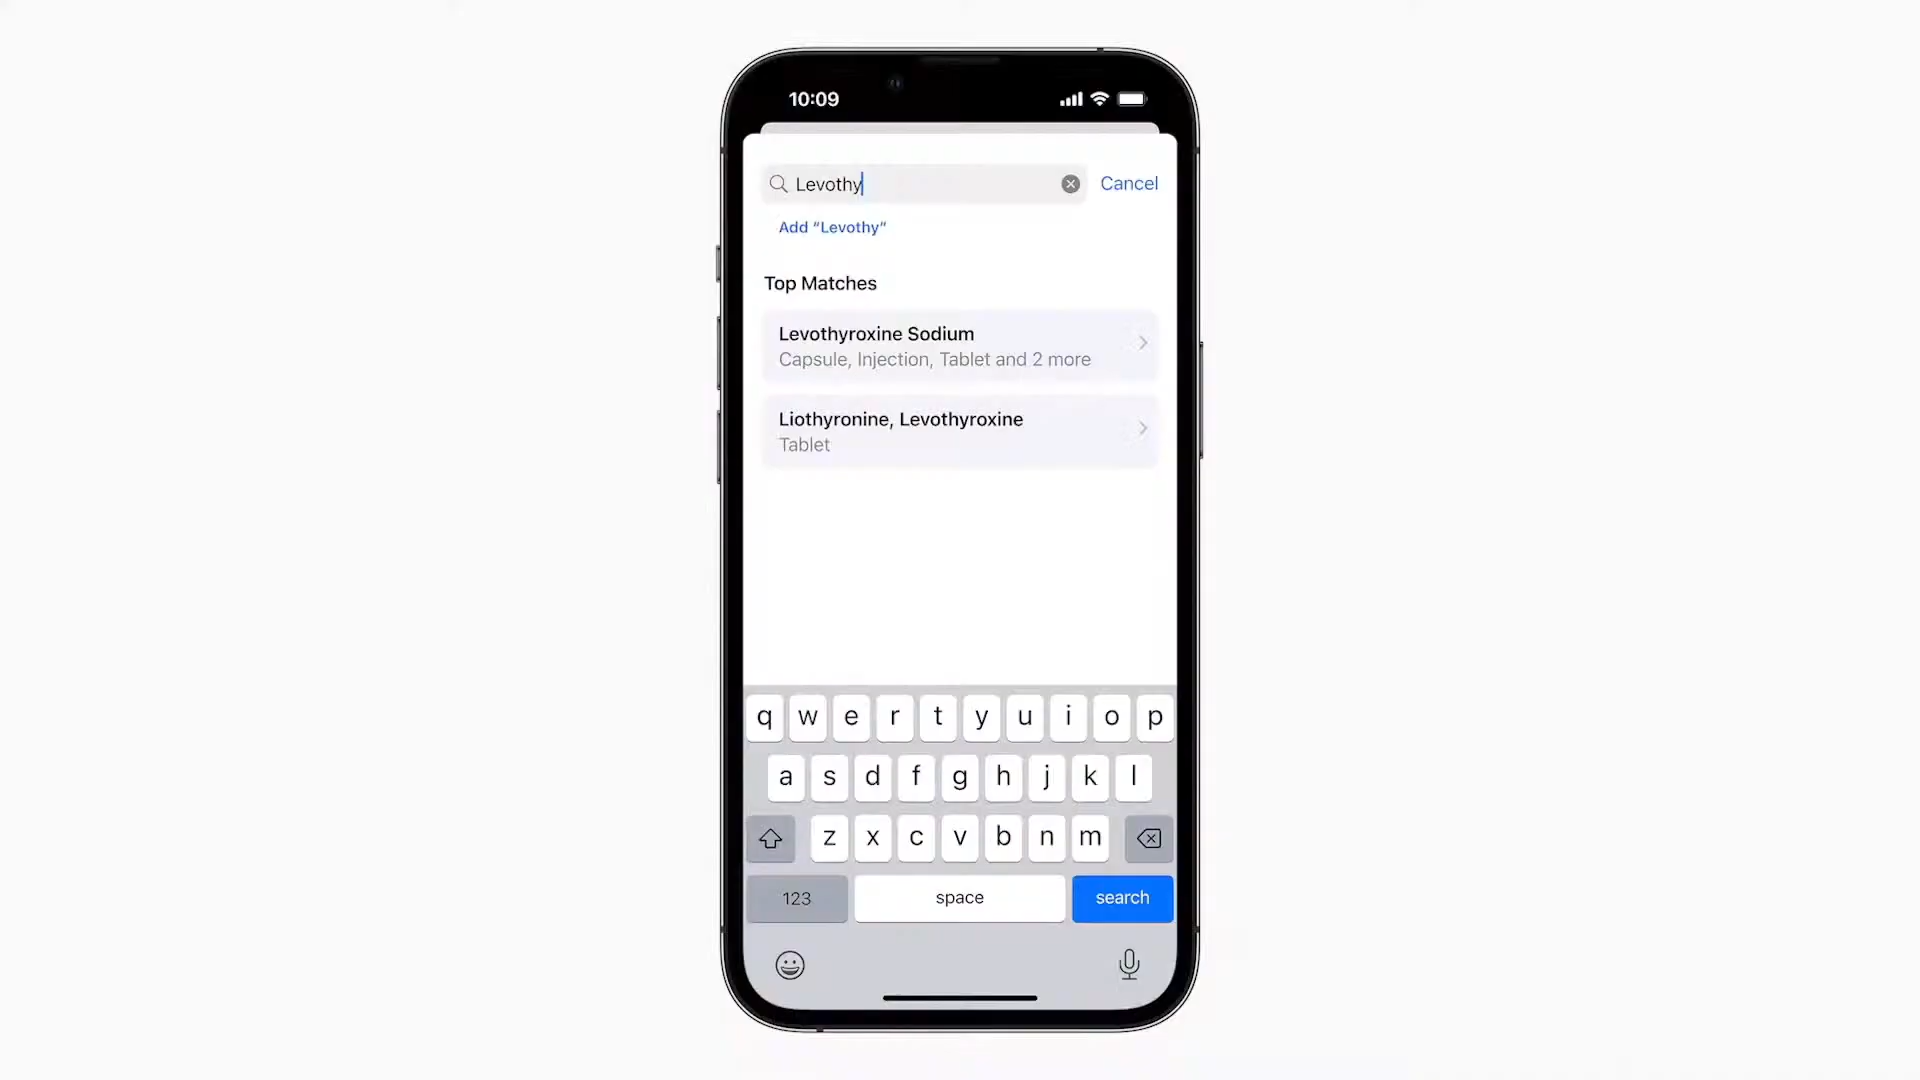 10:09
Levothy
Cancel
Add “Levothy”
Top Matches
Levothyroxine Sodium
Capsule, Injection, Tablet and 2 more
Liothyronine, Levothyroxine
Tablet
q w e r t y u i o p
a s d f g h j k l
z x c v b n m
123 space search